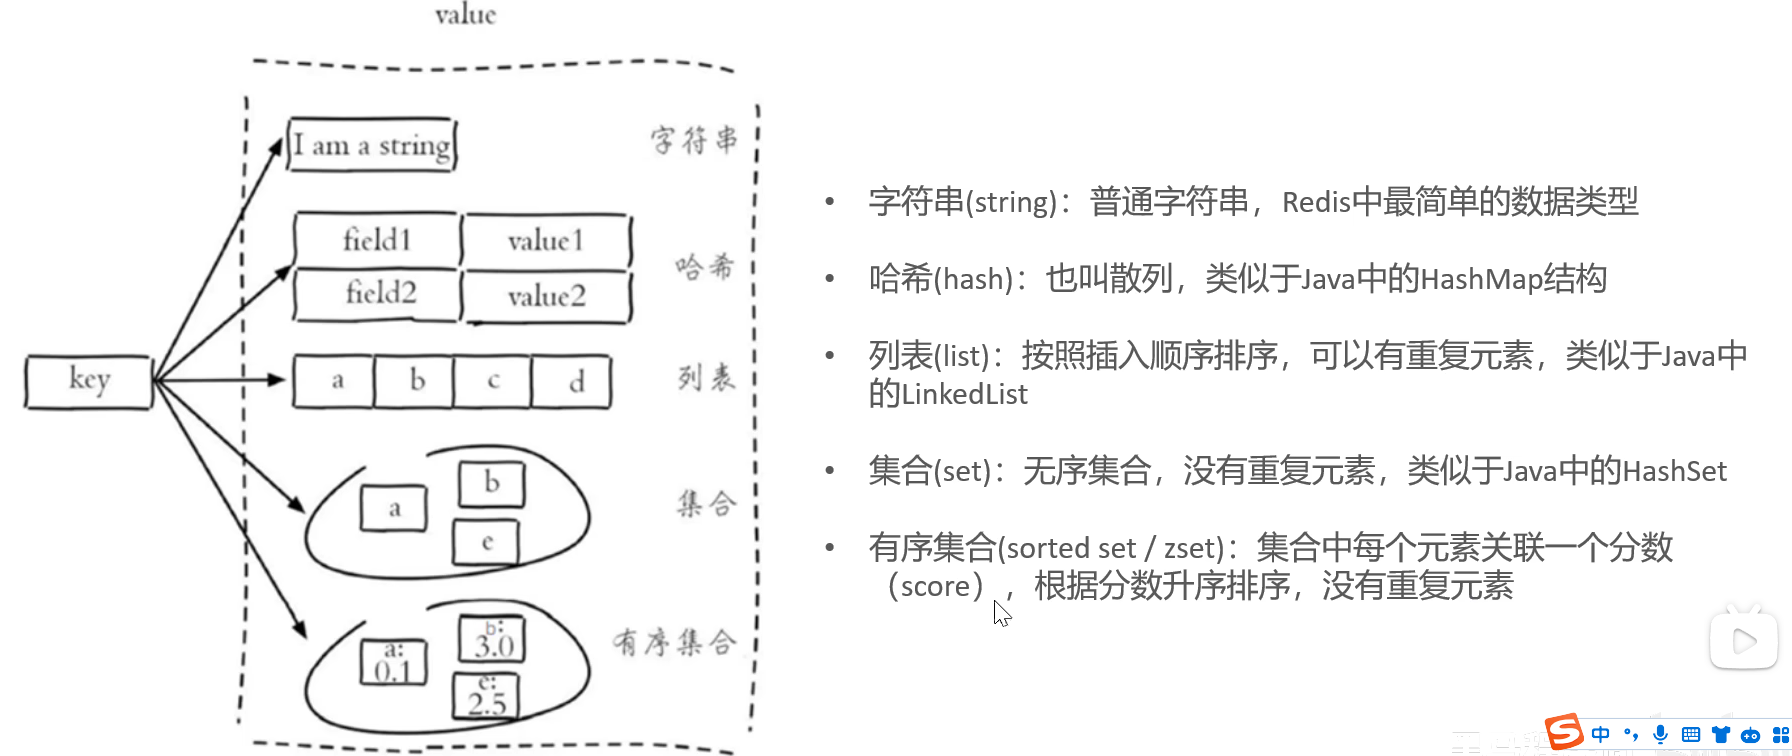 value
I am a string
字符串
field1 value1
field2 value2
哈希
key
a b c d
列表
a
b
e
集合
a:
0.1
b:
3.0
e:
2.5
有序集合
• 字符串(string)：普通字符串，Redis中最简单的数据类型
• 哈希(hash)：也叫散列，类似于Java中的HashMap结构
• 列表(list)：按照插入顺序排序，可以有重复元素，类似于Java中
的LinkedList
• 集合(set)：无序集合，没有重复元素，类似于Java中的HashSet
• 有序集合(sorted set / zset)：集合中每个元素关联一个分数
（score），根据分数升序排序，没有重复元素
中